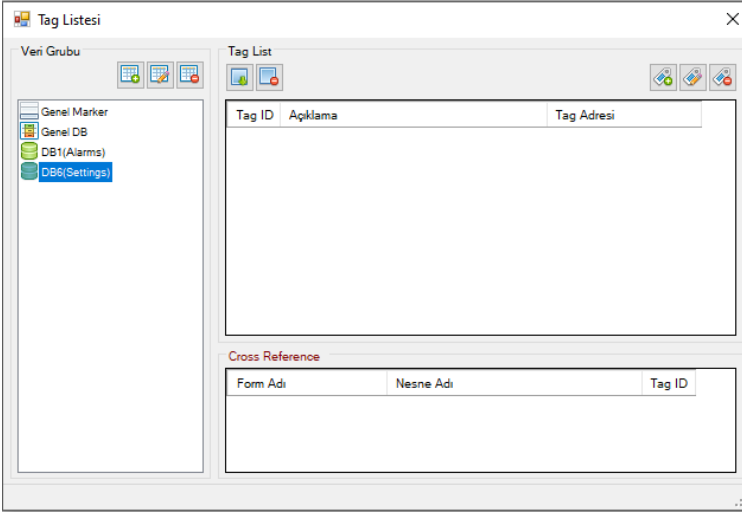 Tag Listesi
Veri Grubu
Genel Marker
Genel DB
DB1(Alarms)
DB6(Settings)
Tag List
Tag ID Açıklama Tag Adresi
Cross Reference
Form Adı Nesne Adı Tag ID